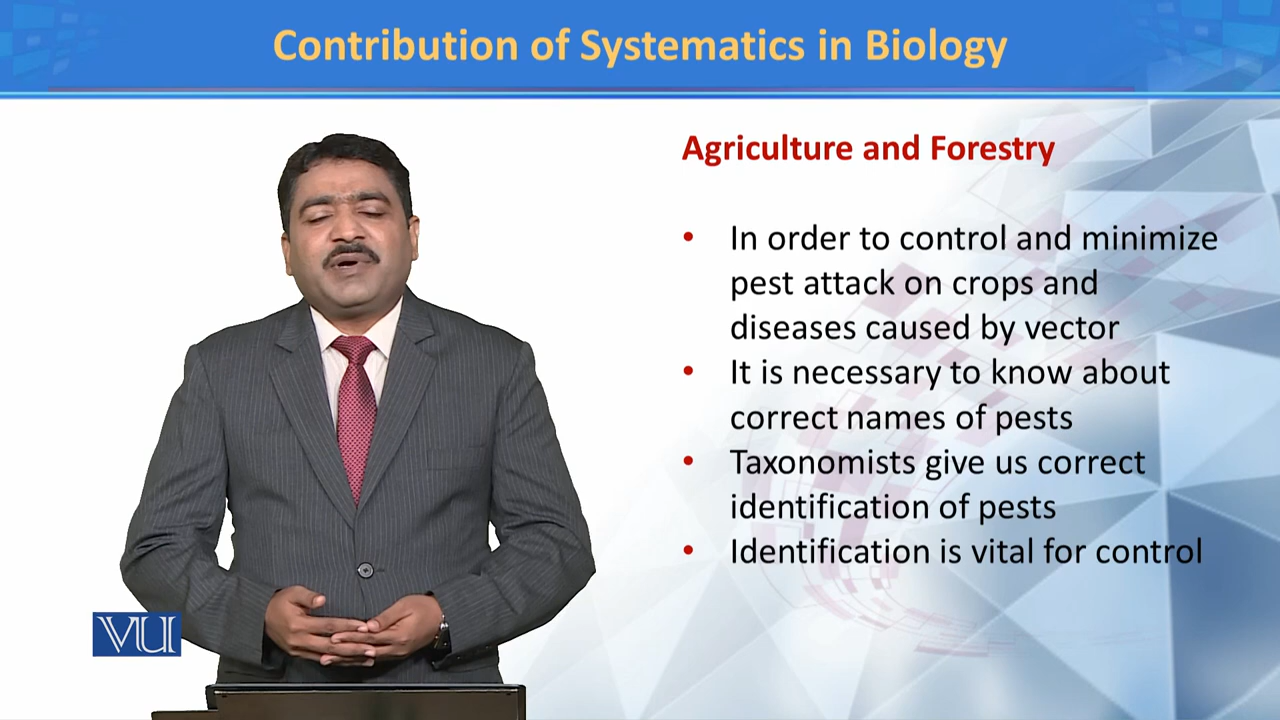 Contribution of Systematics in Biology
Agriculture and Forestry
• In order to control and minimize
pest attack on crops and
diseases caused by vector
• It is necessary to know about
correct names of pests
• Taxonomists give us correct
identification of pests
• Identification is vital for control
VU